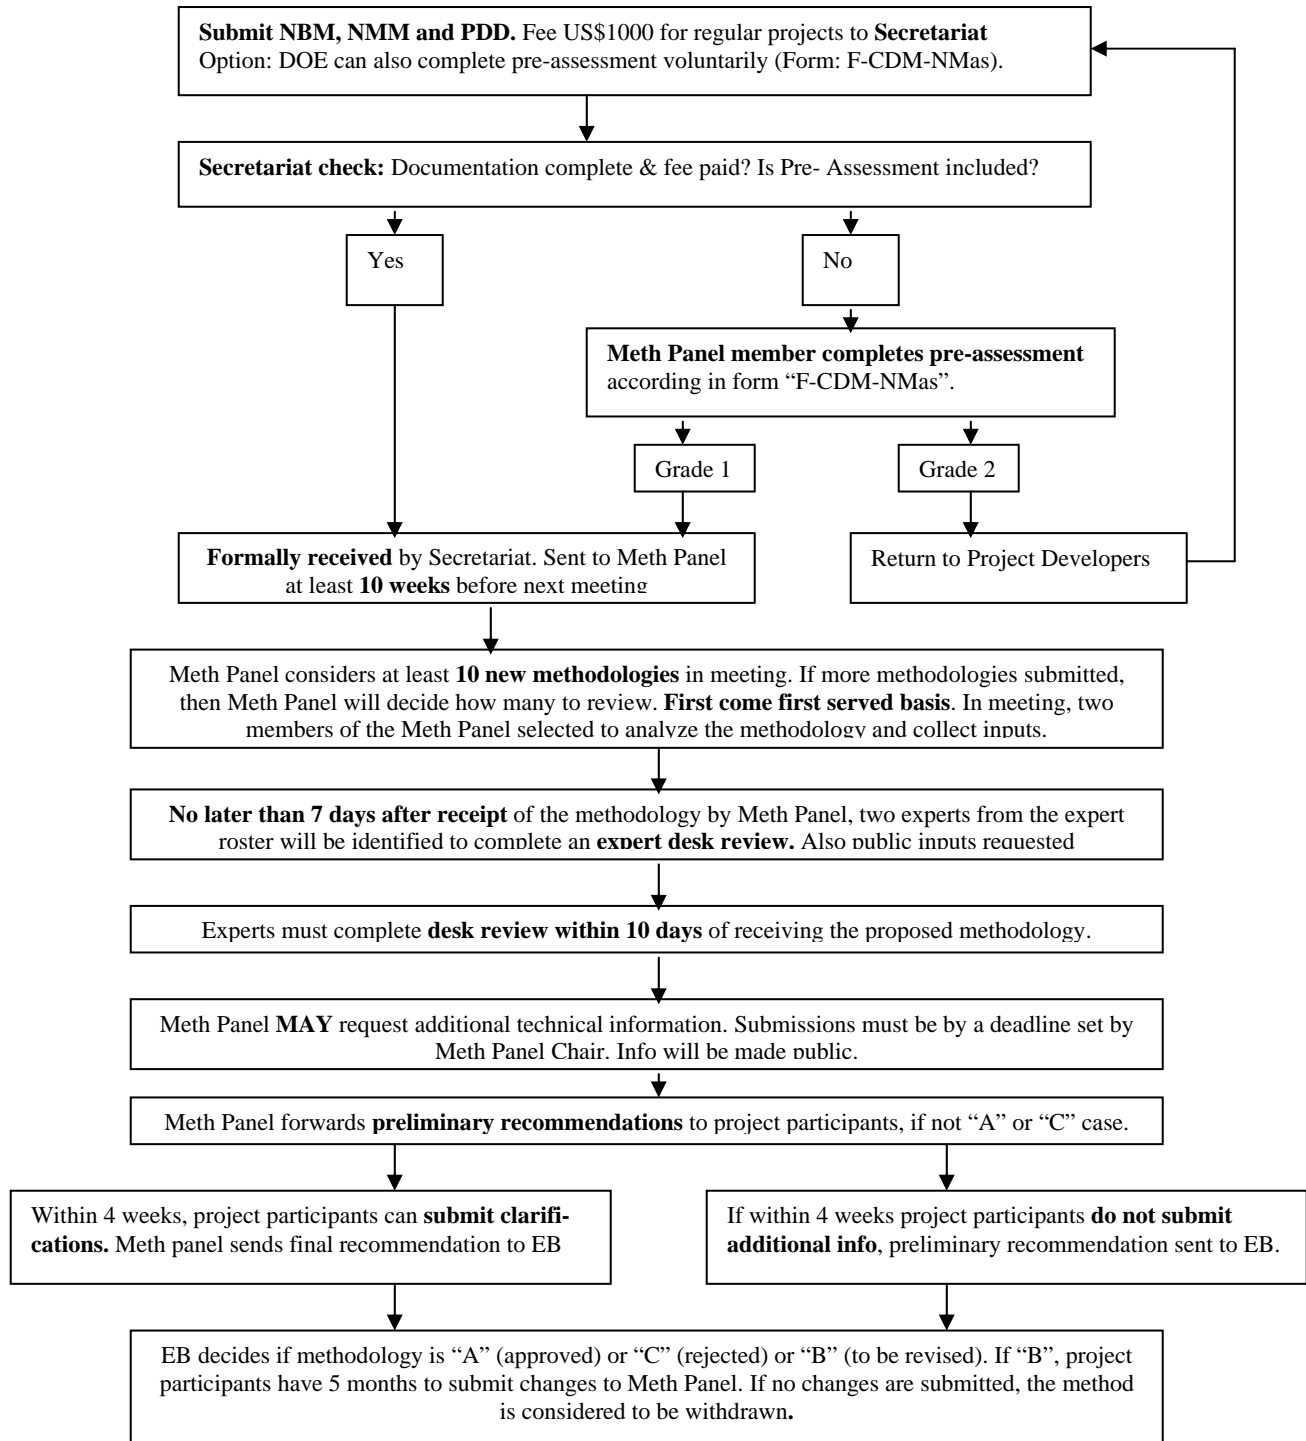 Submit NBM, NMM and PDD. Fee US$1000 for regular projects to Secretariat
Option: DOE can also complete pre-assessment voluntarily (Form: F-CDM-NMas).
Secretariat check: Documentation complete & fee paid? Is Pre- Assessment included?
Yes
No
Meth Panel member completes pre-assessment
according in form “F-CDM-NMas”.
Grade 1
Grade 2
Formally received by Secretariat. Sent to Meth Panel
at least 10 weeks before next meeting
Return to Project Developers
Meth Panel considers at least 10 new methodologies in meeting. If more methodologies submitted,
then Meth Panel will decide how many to review. First come first served basis. In meeting, two
members of the Meth Panel selected to analyze the methodology and collect inputs.
No later than 7 days after receipt of the methodology by Meth Panel, two experts from the expert
roster will be identified to complete an expert desk review. Also public inputs requested
Experts must complete desk review within 10 days of receiving the proposed methodology.
Meth Panel MAY request additional technical information. Submissions must be by a deadline set by
Meth Panel Chair. Info will be made public.
Meth Panel forwards preliminary recommendations to project participants, if not “A” or “C” case.
Within 4 weeks, project participants can submit clarifi-
cations. Meth panel sends final recommendation to EB
If within 4 weeks project participants do not submit
additional info, preliminary recommendation sent to EB.
EB decides if methodology is “A” (approved) or “C” (rejected) or “B” (to be revised). If “B”, project
participants have 5 months to submit changes to Meth Panel. If no changes are submitted, the method
is considered to be withdrawn.